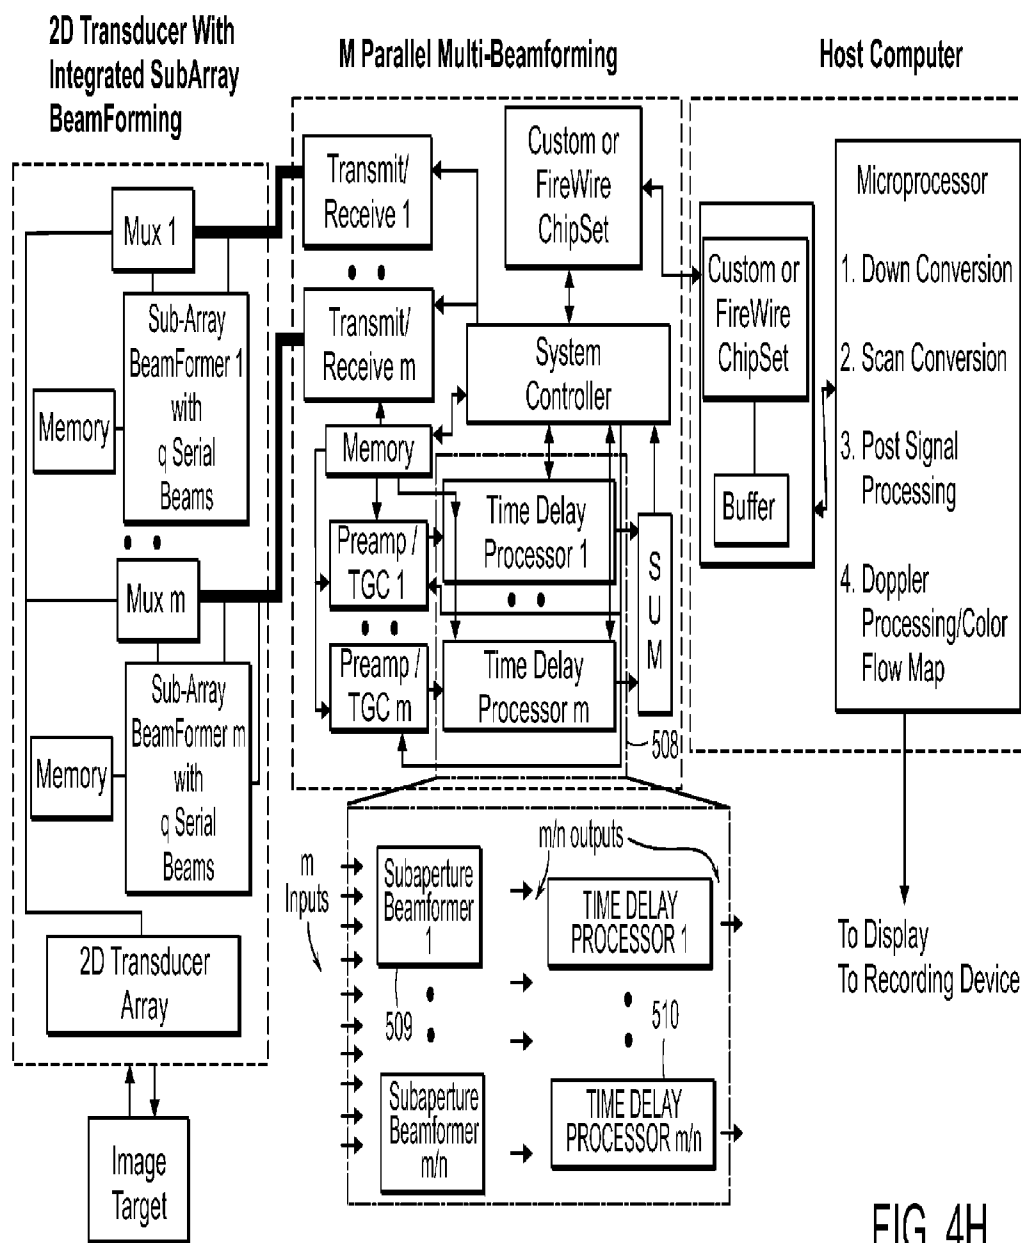 2D Transducer With
Integrated SubArray
BeamForming
M Parallel Multi-Beamforming
Host Computer
Mux 1
Sub-Array
BeamFormer 1
with
q Serial
Beams
Memory
Mux m
Sub-Array
BeamFormer m
with
q Serial
Beams
Memory
2D Transducer
Array
Image
Target
Transmit/
Receive 1
Transmit/
Receive m
Custom or
FireWire
ChipSet
System
Controller
Memory
Preamp /
TGC 1
Preamp /
TGC m
Time Delay
Processor 1
Time Delay
Processor m
S
U
M
508
Custom or
FireWire
ChipSet
Buffer
Microprocessor
1. Down Conversion
2. Scan Conversion
3. Post Signal
Processing
4. Doppler
Processing/Color
Flow Map
To Display
To Recording Device
m
Inputs
Subaperture
Beamformer
1
509
Subaperture
Beamformer
m/n
m/n outputs
TIME DELAY
PROCESSOR 1
510
TIME DELAY
PROCESSOR m/n
FIG. 4H